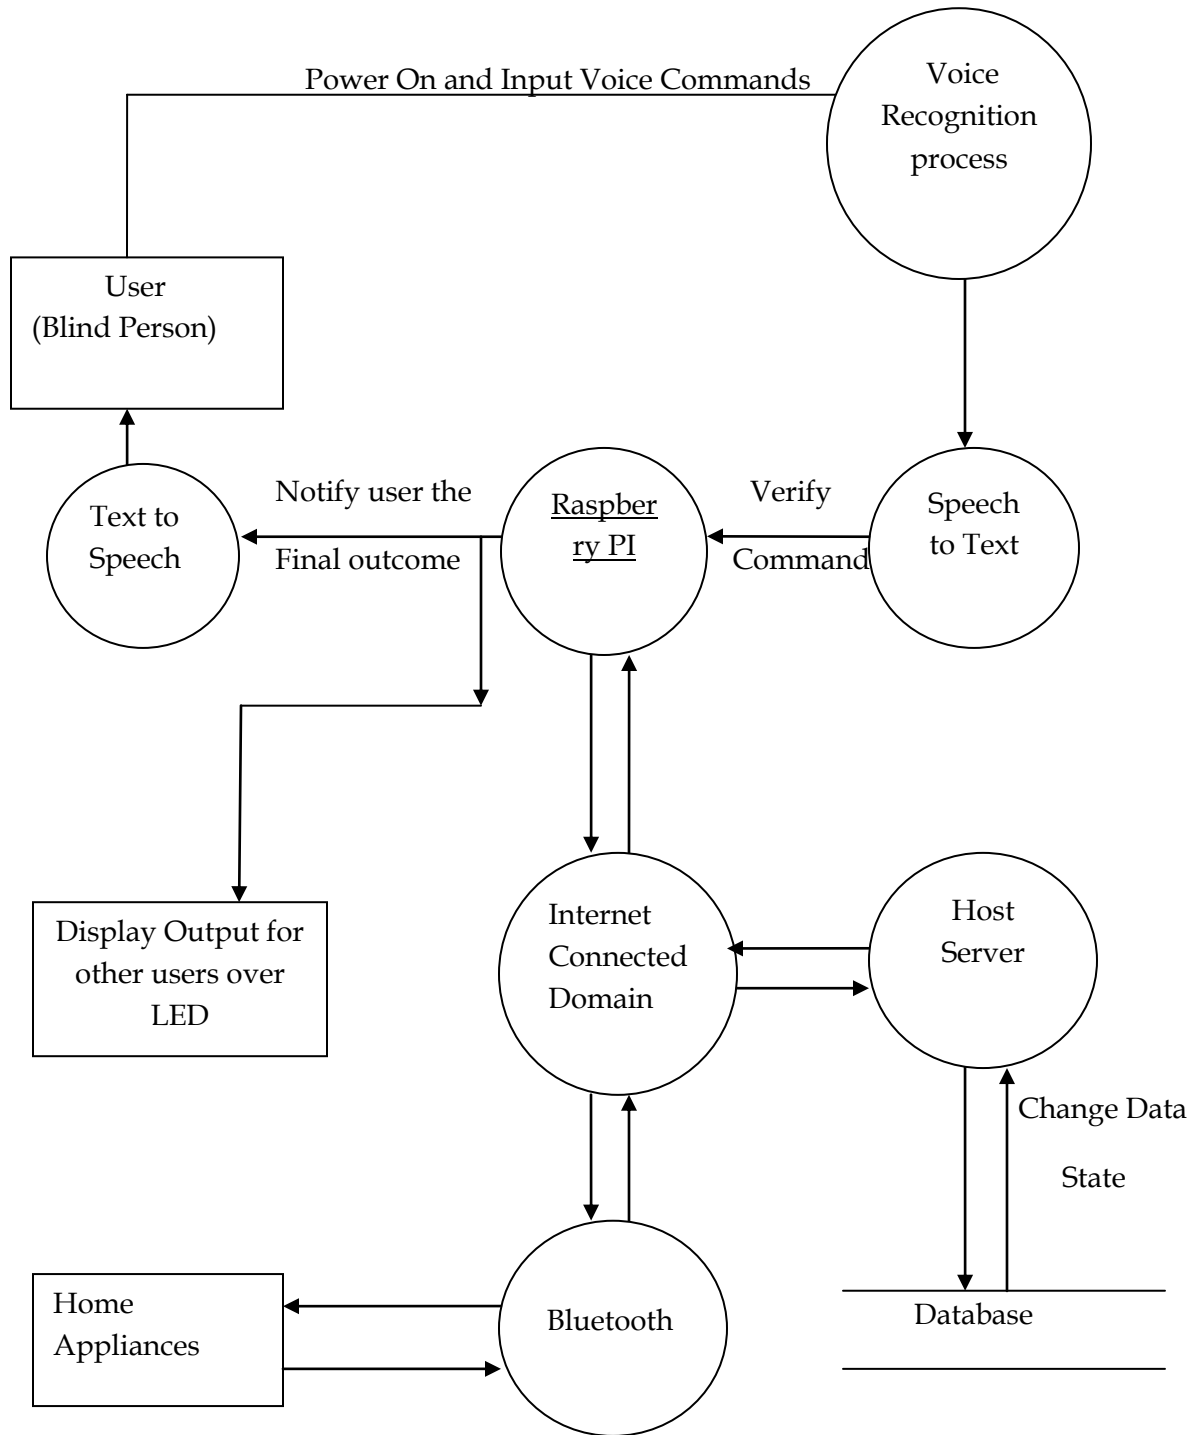 Power On and Input Voice Commands
Voice
Recognition
process
User
(Blind Person)
Text to
Speech
Notify user the
Final outcome
Raspber
ry PI
Verify
Command
Speech
to Text
Display Output for
other users over
LED
Internet
Connected
Domain
Host
Server
Change Data
State
Home
Appliances
Bluetooth
Database